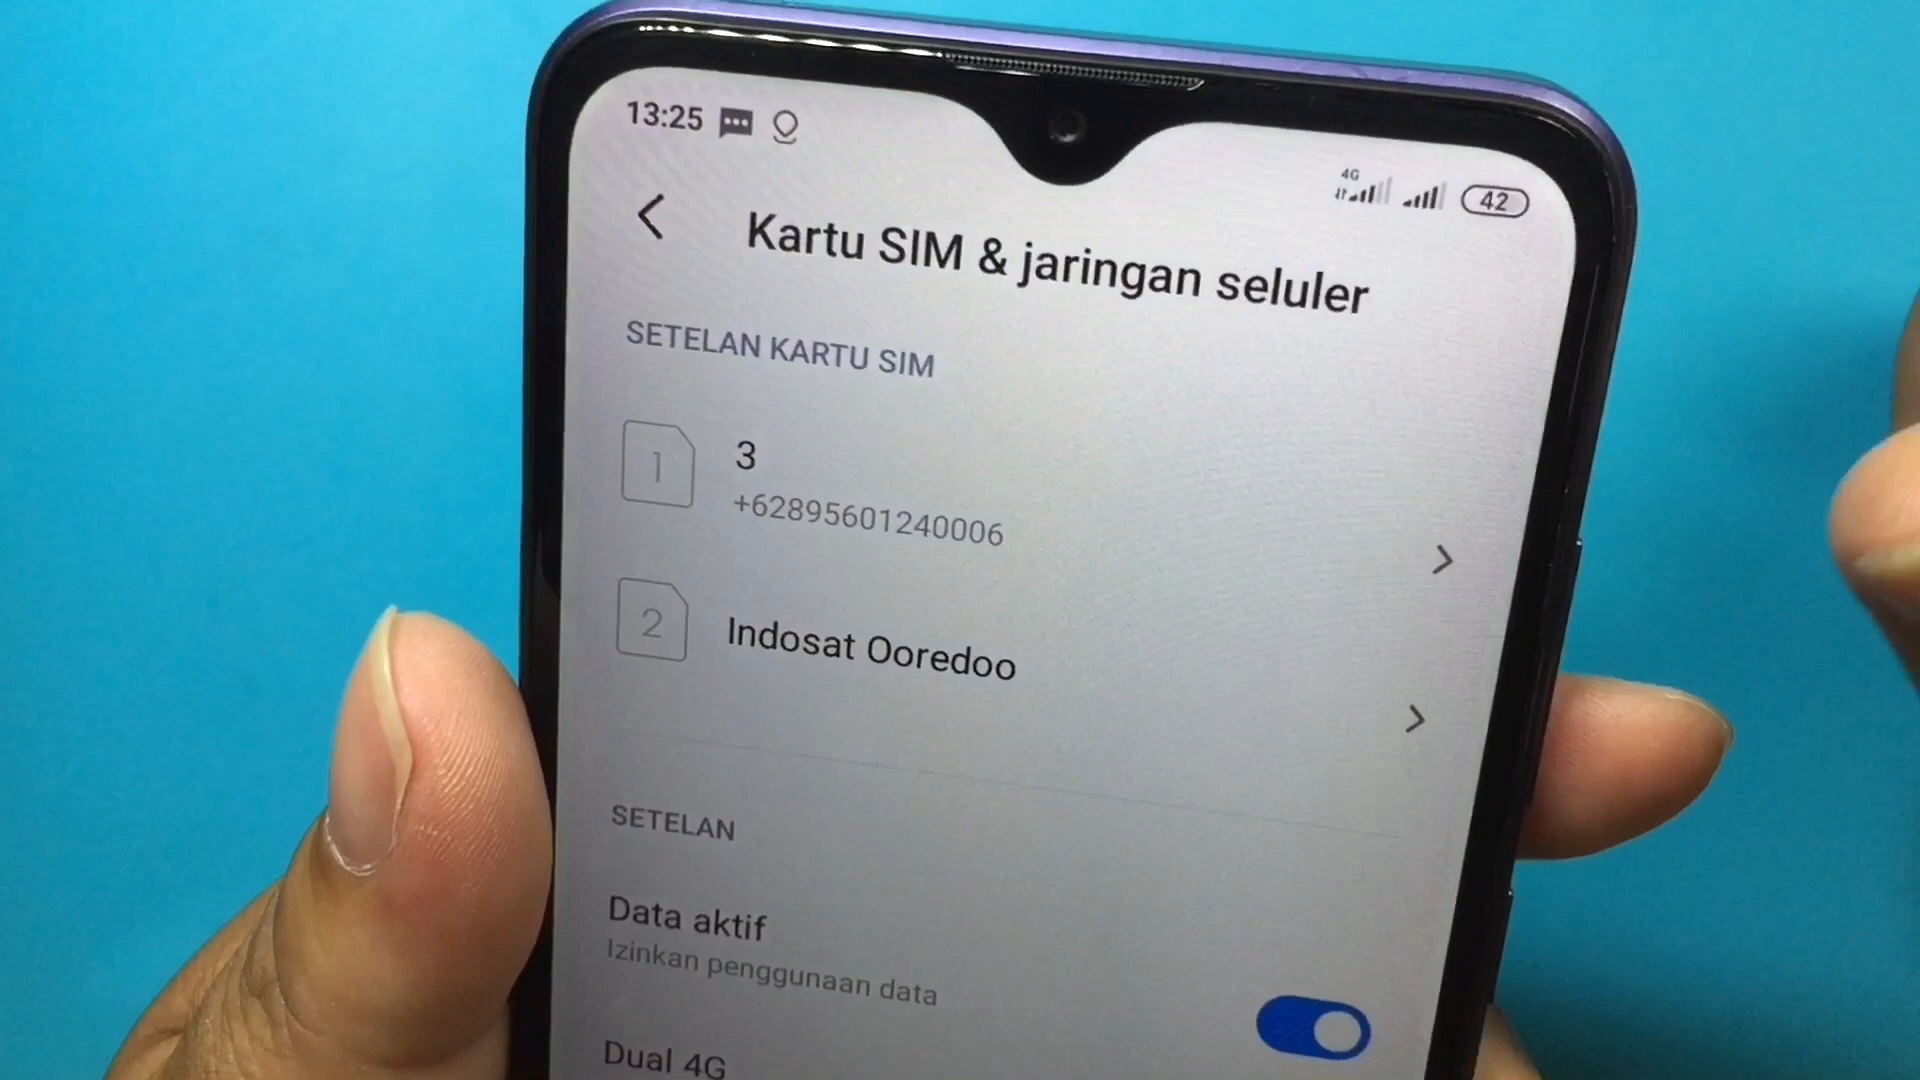 13:25
4G
42
Kartu SIM & jaringan seluler
SETELAN KARTU SIM
1
3
+62895601240006
2
Indosat Ooredoo
SETELAN
Data aktif
Izinkan penggunaan data
Dual 4G